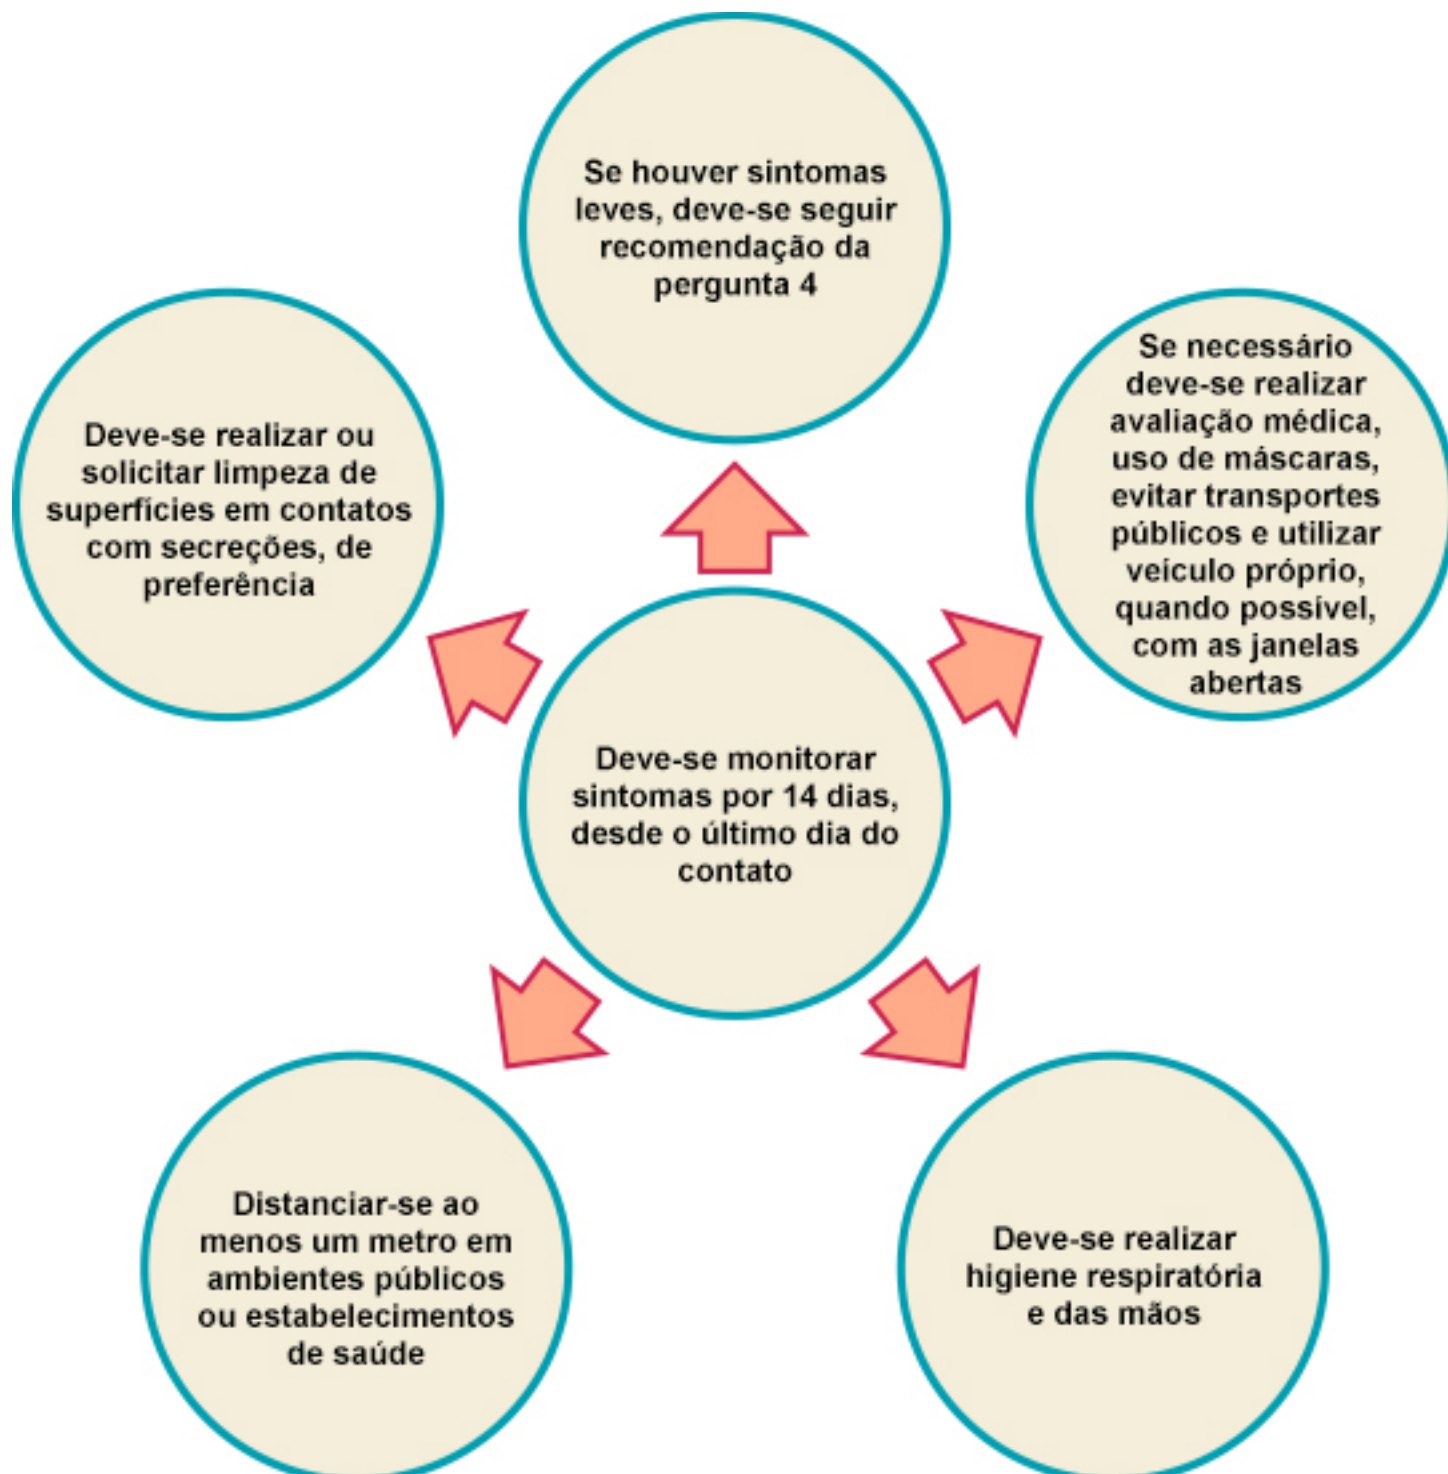 Se houver sintomas
leves, deve-se seguir
recomendação da
pergunta 4
Deve-se realizar ou
solicitar limpeza de
superfícies em contatos
com secreções, de
preferência
Se necessário
deve-se realizar
avaliação médica,
uso de máscaras,
evitar transportes
públicos e utilizar
veículo próprio,
quando possível,
com as janelas
abertas
Deve-se monitorar
sintomas por 14 dias,
desde o último dia do
contato
Distanciar-se ao
menos um metro em
ambientes públicos
ou estabelecimentos
de saúde
Deve-se realizar
higiene respiratória
e das mãos